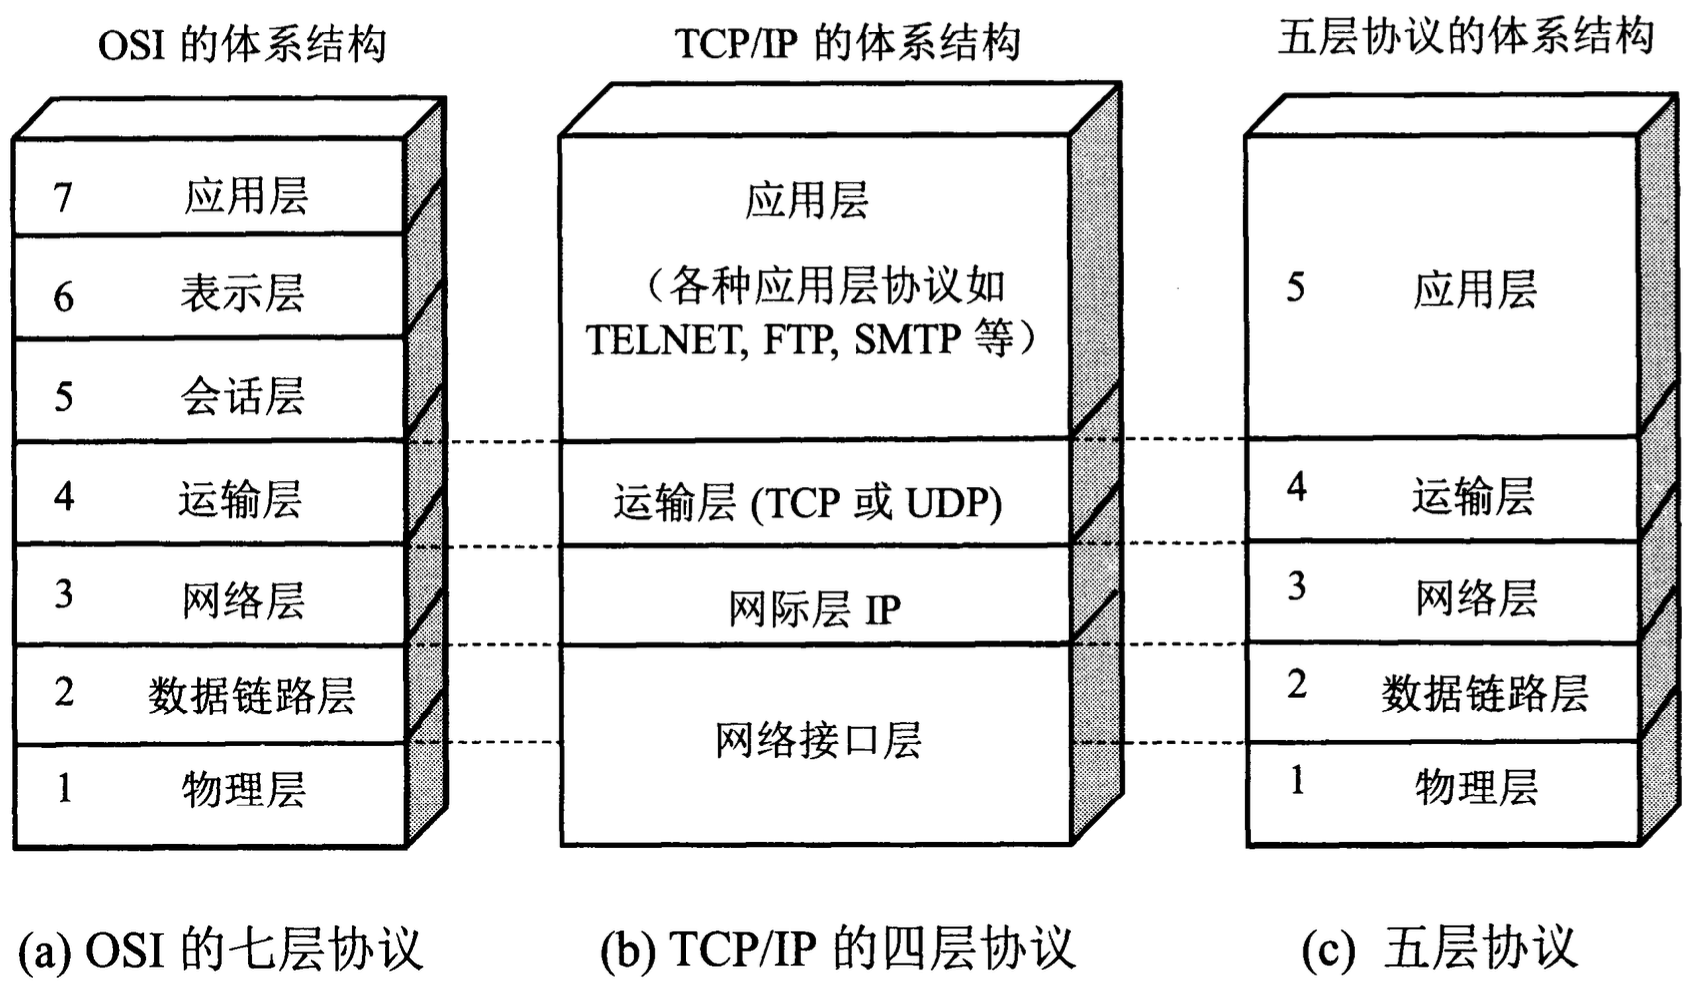 OSI 的体系结构
7 应用层
6 表示层
5 会话层
4 运输层
3 网络层
2 数据链路层
1 物理层
(a) OSI 的七层协议
TCP/IP 的体系结构
应用层
（各种应用层协议如
TELNET, FTP, SMTP 等）
运输层 (TCP 或 UDP)
网际层 IP
网络接口层
(b) TCP/IP 的四层协议
五层协议的体系结构
5 应用层
4 运输层
3 网络层
2 数据链路层
1 物理层
(c) 五层协议